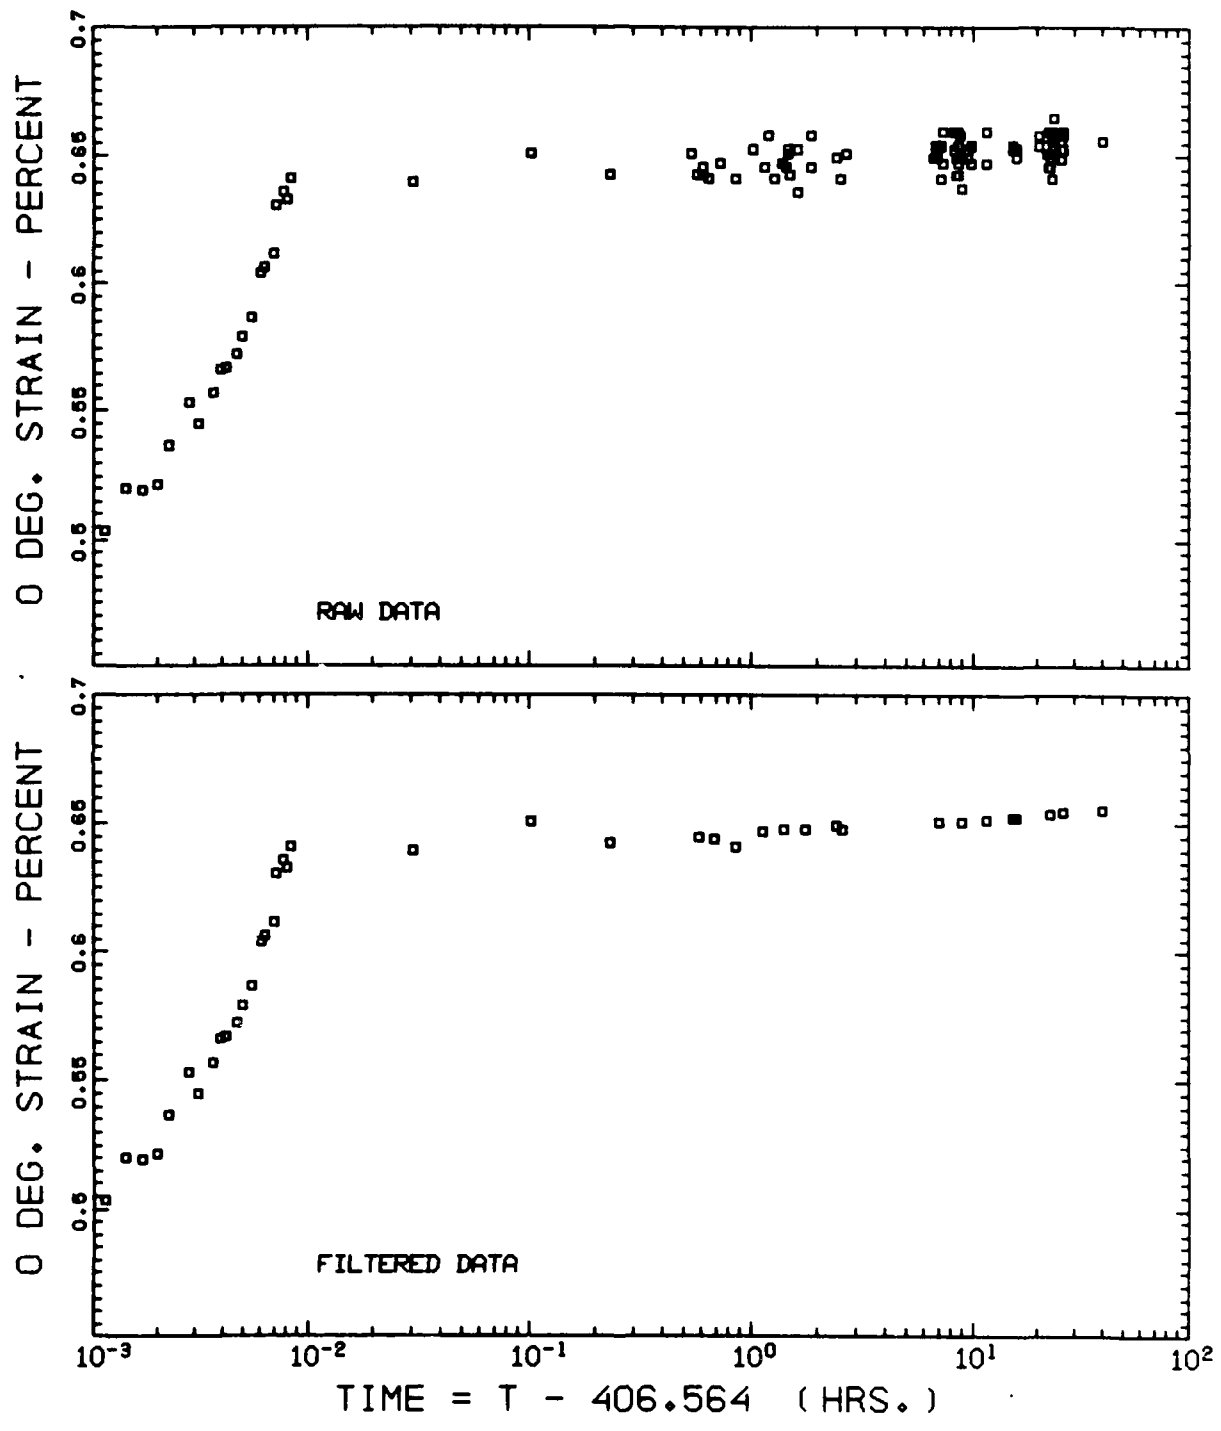 0 DEG. STRAIN - PERCENT
0.7
0.65
0.6
0.55
0.5
RAW DATA
0 DEG. STRAIN - PERCENT
0.7
0.65
0.6
0.55
0.5
FILTERED DATA
10⁻³ 10⁻² 10⁻¹ 10⁰ 10¹ 10²
TIME = T - 406.564 (HRS.)